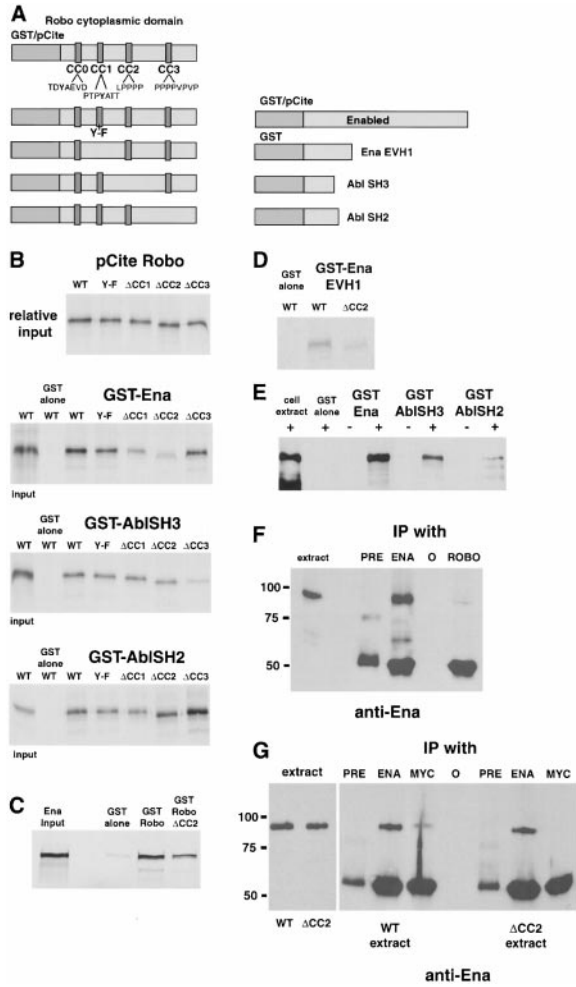 A
Robo cytoplasmic domain
GST/pCite
CC0 CC1 CC2 CC3
TDYAEVD LPPPP PPPPVPVP
PTPYATT
Y-F
GST/pCite
Enabled
GST
Ena EVH1
Abl SH3
Abl SH2
B
pCite Robo
WT Y-F ΔCC1 ΔCC2 ΔCC3
relative
input
GST
alone
GST-Ena
WT WT WT Y-F ΔCC1 ΔCC2 ΔCC3
input
GST
alone
GST-AblSH3
WT WT WT Y-F ΔCC1 ΔCC2 ΔCC3
input
GST
alone
GST-AblSH2
WT WT WT Y-F ΔCC1 ΔCC2 ΔCC3
input
C
Ena
input
GST
alone
GST
Robo
GST
Robo
ΔCC2
D
GST
alone
GST-Ena
EVH1
WT WT ΔCC2
E
cell
extract
GST
alone
GST
Ena
GST
AblSH3
GST
AblSH2
+ + - + - + - +
F
IP with
extract PRE ENA O ROBO
100
75
50
anti-Ena
G
IP with
extract PRE ENA MYC O PRE ENA MYC
100
75
50
WT ΔCC2
WT
extract
ΔCC2
extract
anti-Ena